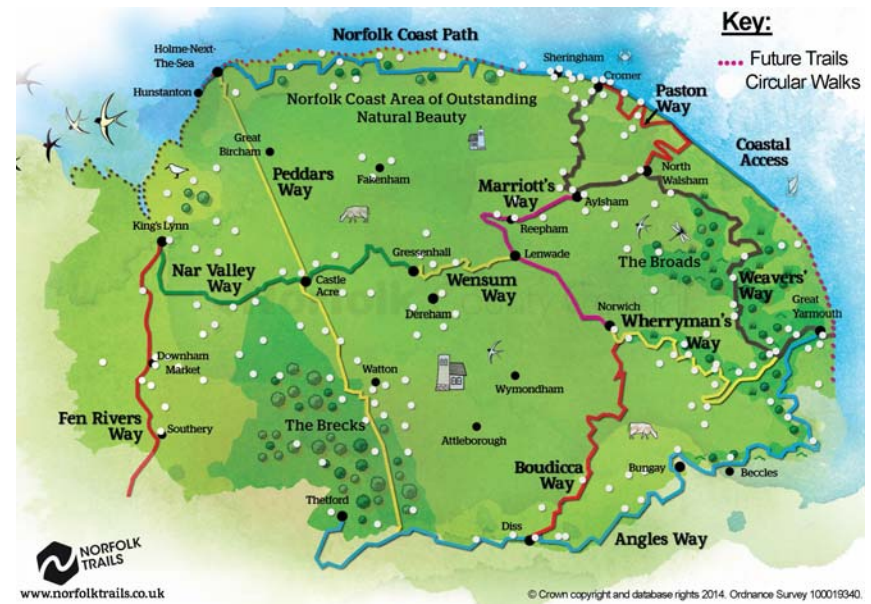 Key:
Future Trails
Circular Walks
Norfolk Coast Path
Holme-Next-
The-Sea
Hunstanton
Sheringham
Cromer
Paston
Way
Norfolk Coast Area of Outstanding
Natural Beauty
Coastal
Access
Great
Bircham
Peddars
Way
Fakenham
North
Walsham
Marriott's
Way
Aylsham
Reepham
King's Lynn
Nar Valley
Way
Gressenhall
Lenwade
The Broads
Castle
Acre
Wensum
Way
Weavers'
Way
Dereham
Norwich
Wherryman's
Way
Great
Yarmouth
Downham
Market
Watton
Wymondham
Fen Rivers
Way
Southery
The Brecks
Attleborough
Boudicca
Way
Bungay
Beccles
Thetford
Diss
Angles Way
NORFOLK
TRAILS
www.norfolktrails.co.uk
© Crown copyright and database rights 2014. Ordnance Survey 100019340.